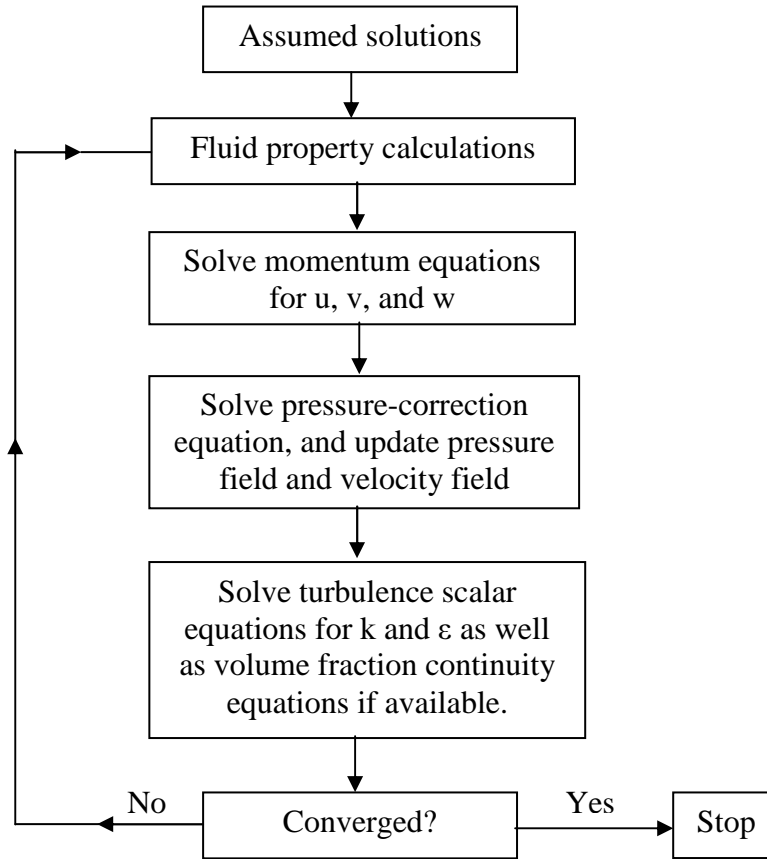 Assumed solutions
Fluid property calculations
Solve momentum equations
for u, v, and w
Solve pressure-correction
equation, and update pressure
field and velocity field
Solve turbulence scalar
equations for k and ε as well
as volume fraction continuity
equations if available.
No
Converged?
Yes
Stop